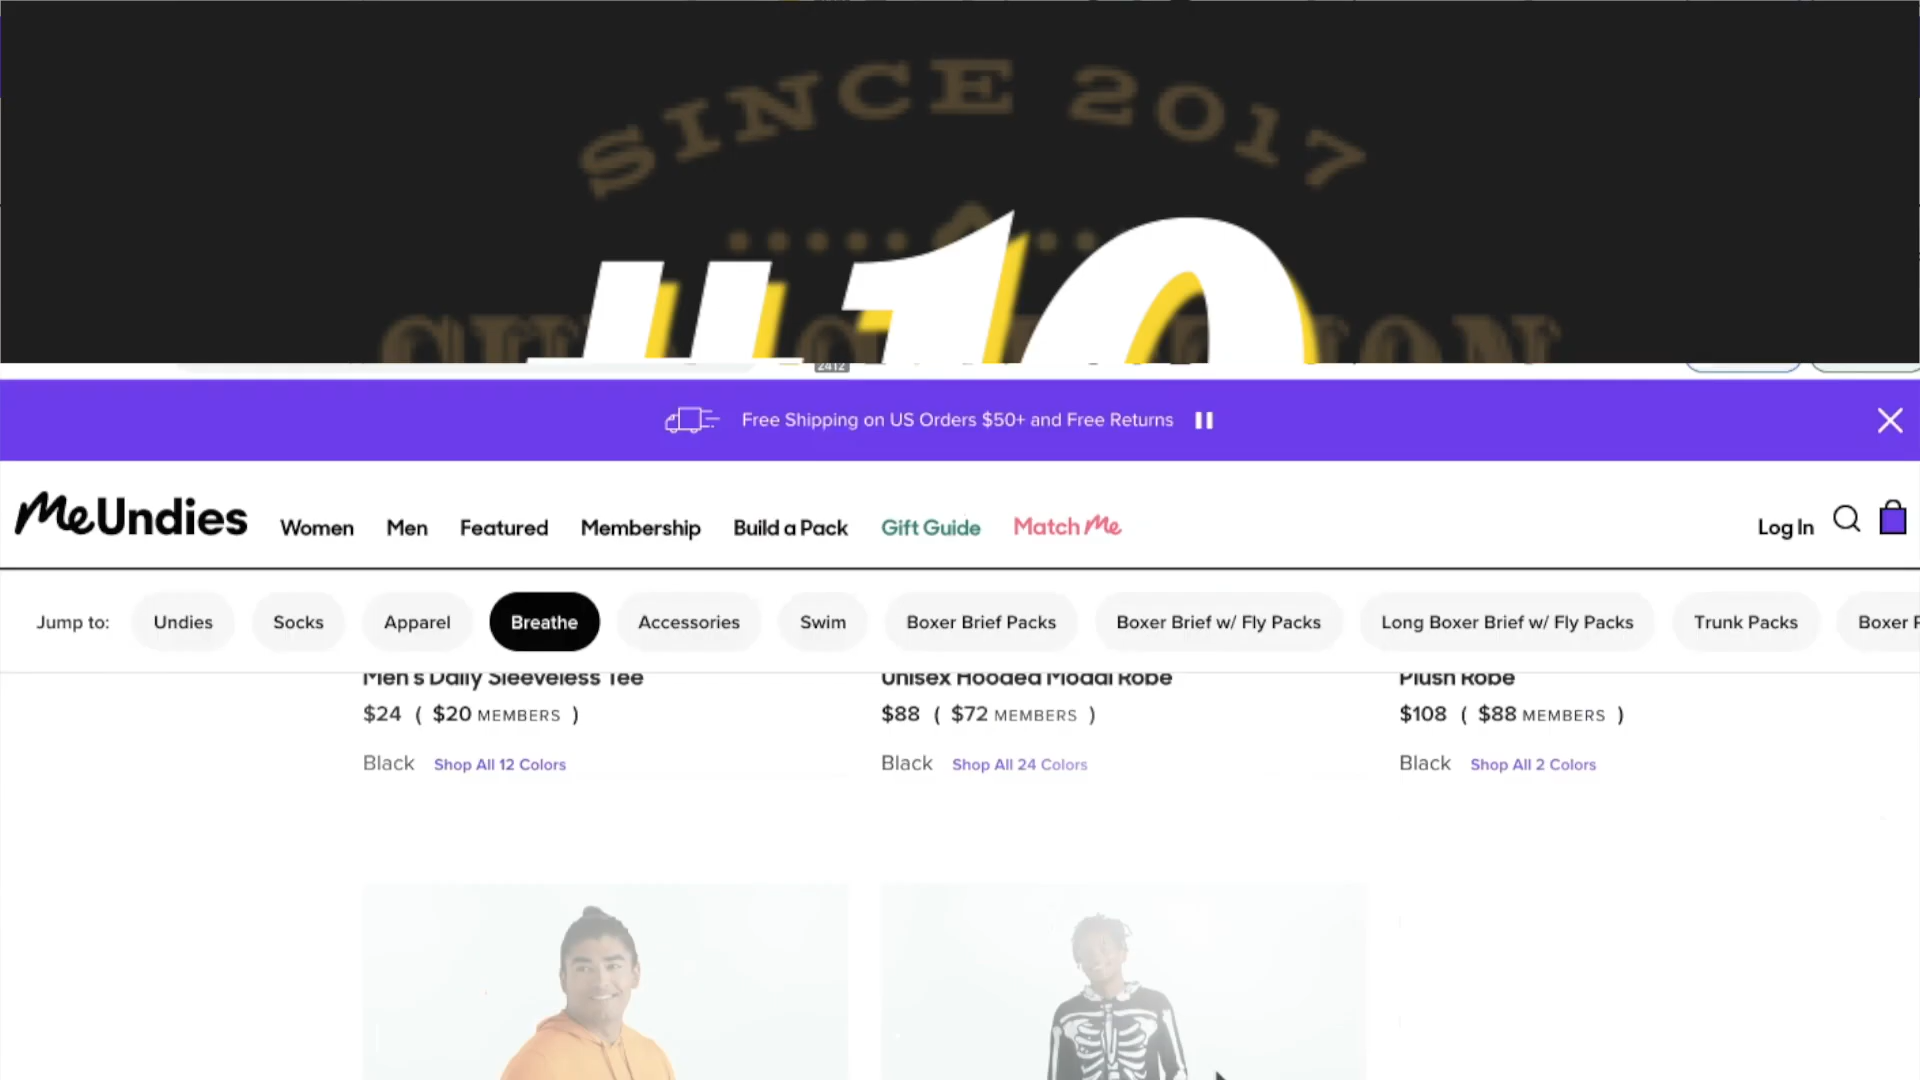 SINCE 2017
#10
2412
Free Shipping on US Orders $50+ and Free Returns
MeUndies
Women Men Featured Membership Build a Pack Gift Guide Match Me
Log In
Jump to: Undies Socks Apparel Breathe Accessories Swim Boxer Brief Packs Boxer Brief w/ Fly Packs Long Boxer Brief w/ Fly Packs Trunk Packs Boxer
Men's Daily Sleeveless Tee
$24 ( $20 MEMBERS )
Black Shop All 12 Colors
Unisex Hooded Modal Robe
$88 ( $72 MEMBERS )
Black Shop All 24 Colors
Plush Robe
$108 ( $88 MEMBERS )
Black Shop All 2 Colors